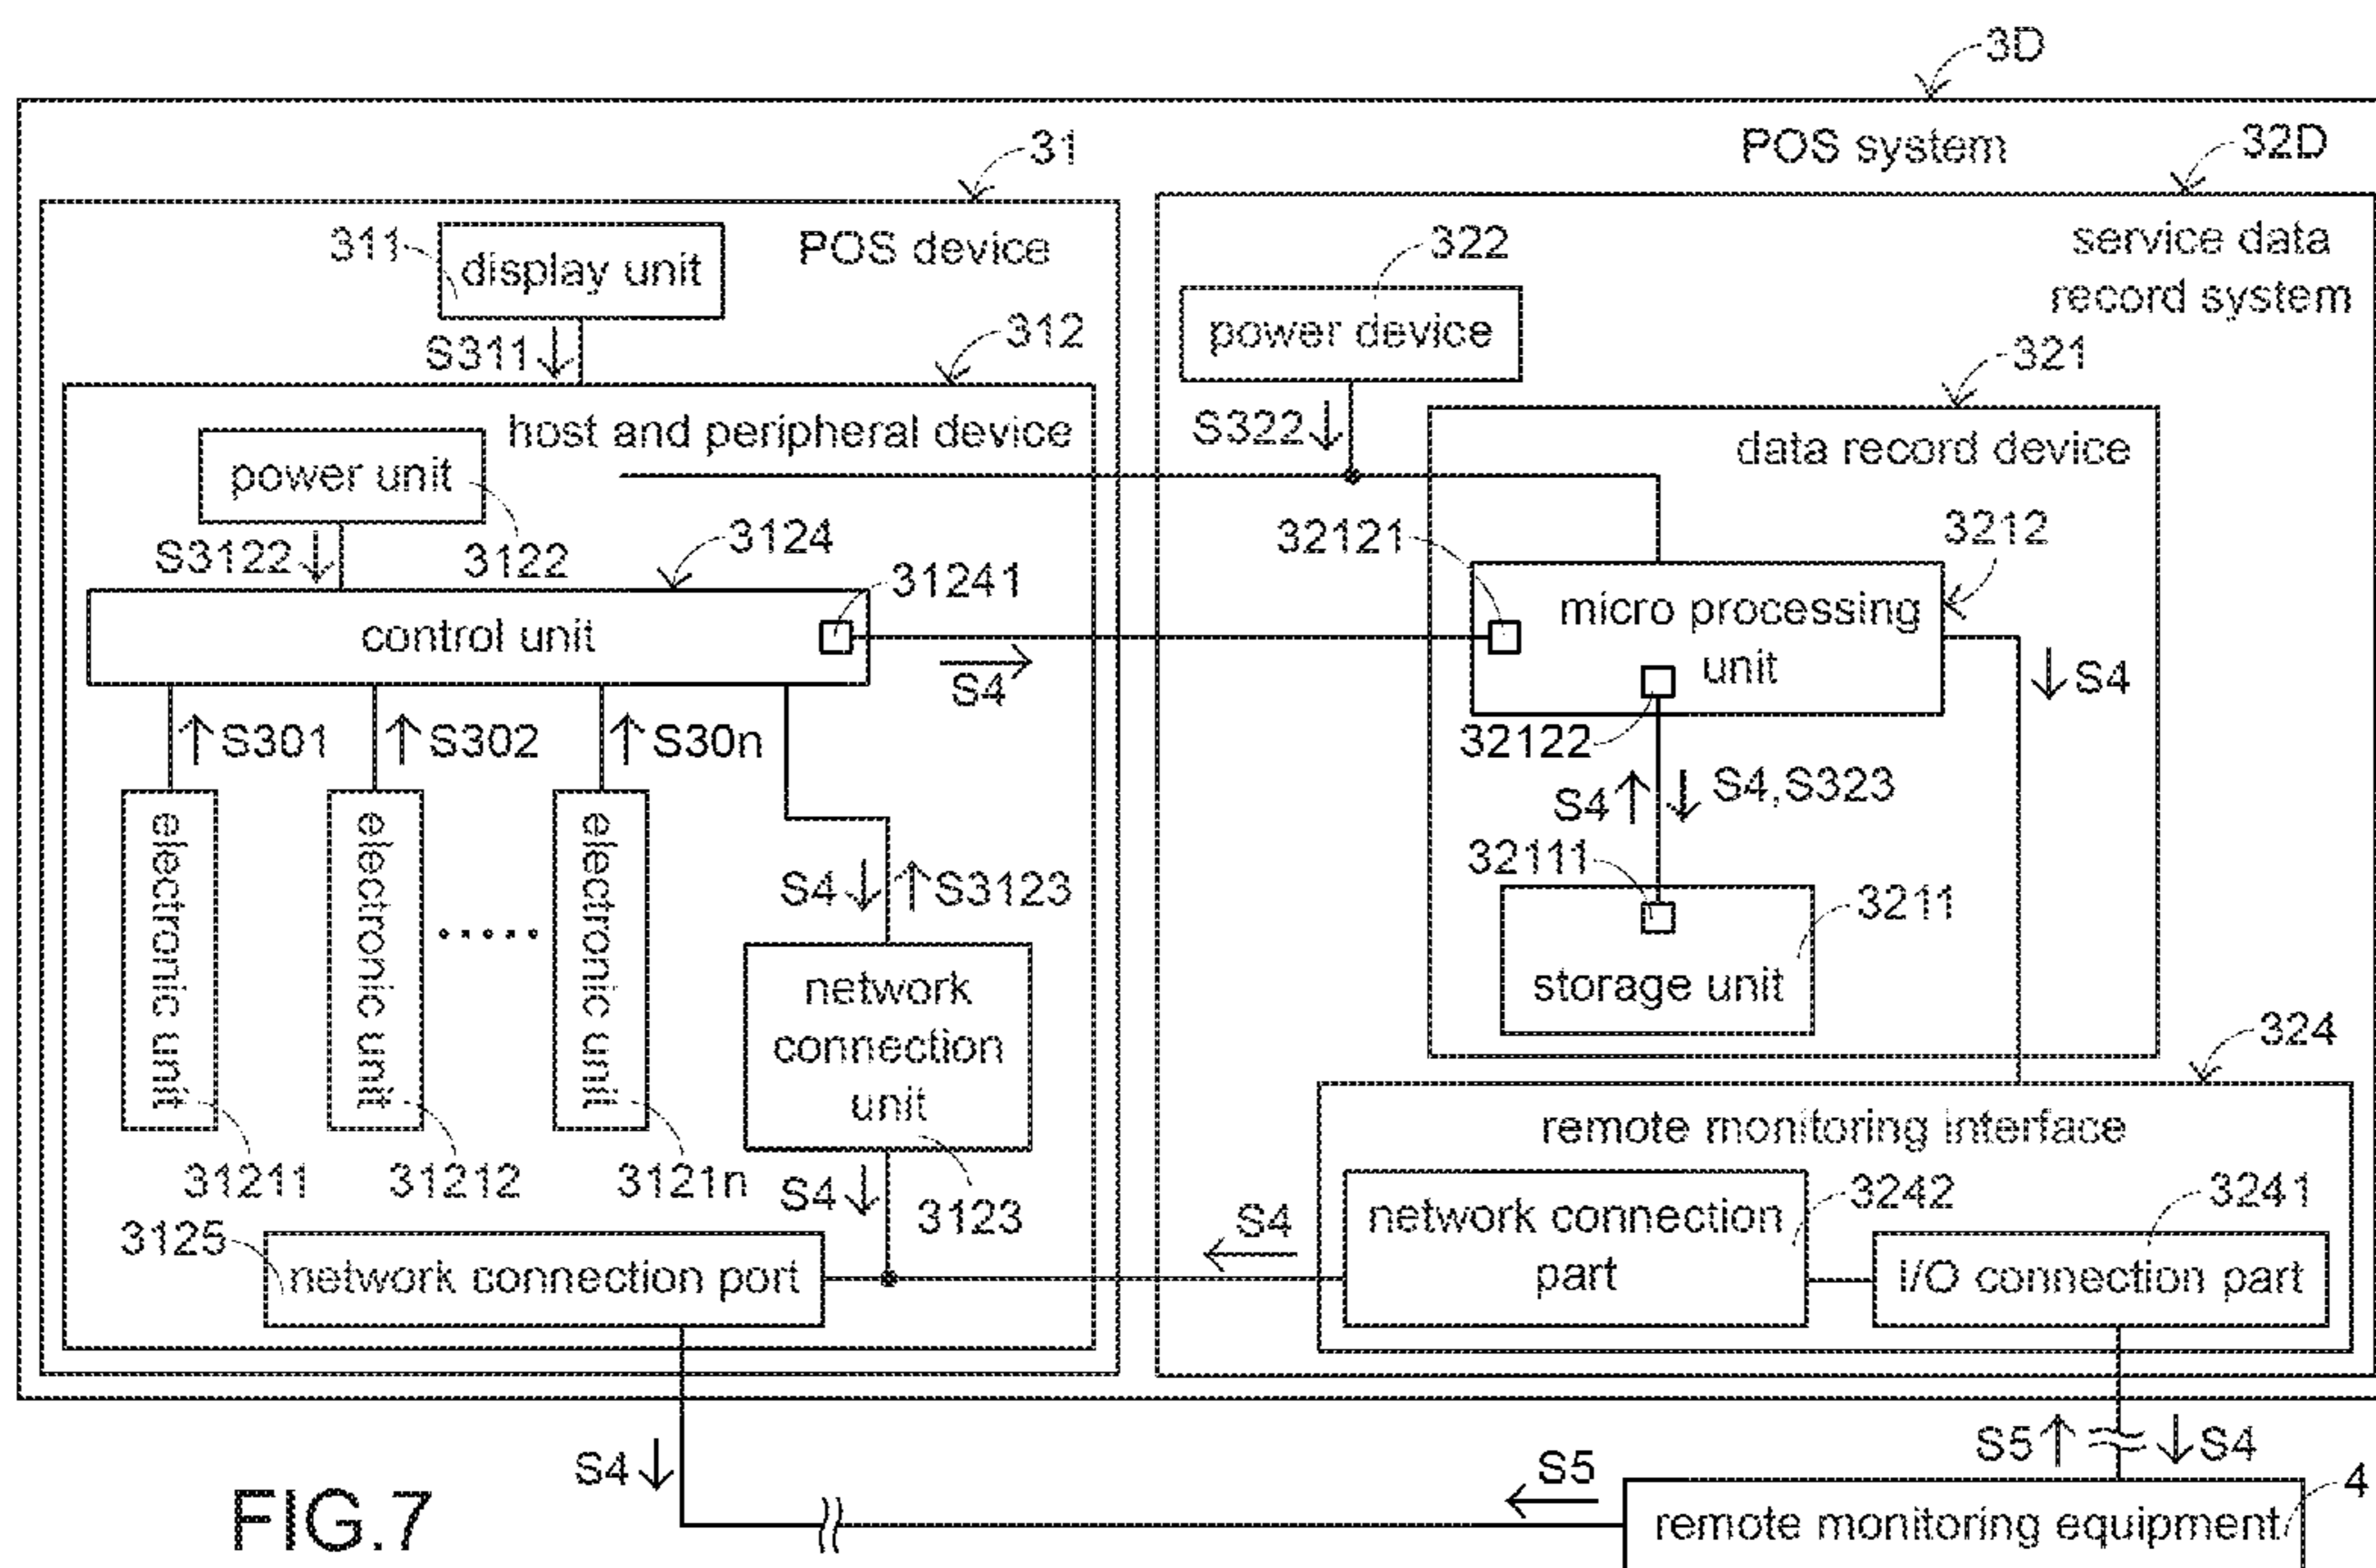 3D
POS system
32D
31
POS device
311
display unit
S311
312
host and peripheral device
power unit
3122
S3122
3124
31241
control unit
S4
S301
S302
S30n
electronic unit
electronic unit
.....
electronic unit
31211
31212
3121n
S4
S3123
network
connection
unit
3123
S4
3125
network connection port
service data
record system
322
power device
S322
321
data record device
32121
3212
micro processing
unit
32122
S4
S4
S4,S323
32111
3211
storage unit
324
remote monitoring interface
3242
network connection
part
3241
I/O connection part
S4
S4
S5
S5
S4
4
remote monitoring equipment
FIG.7